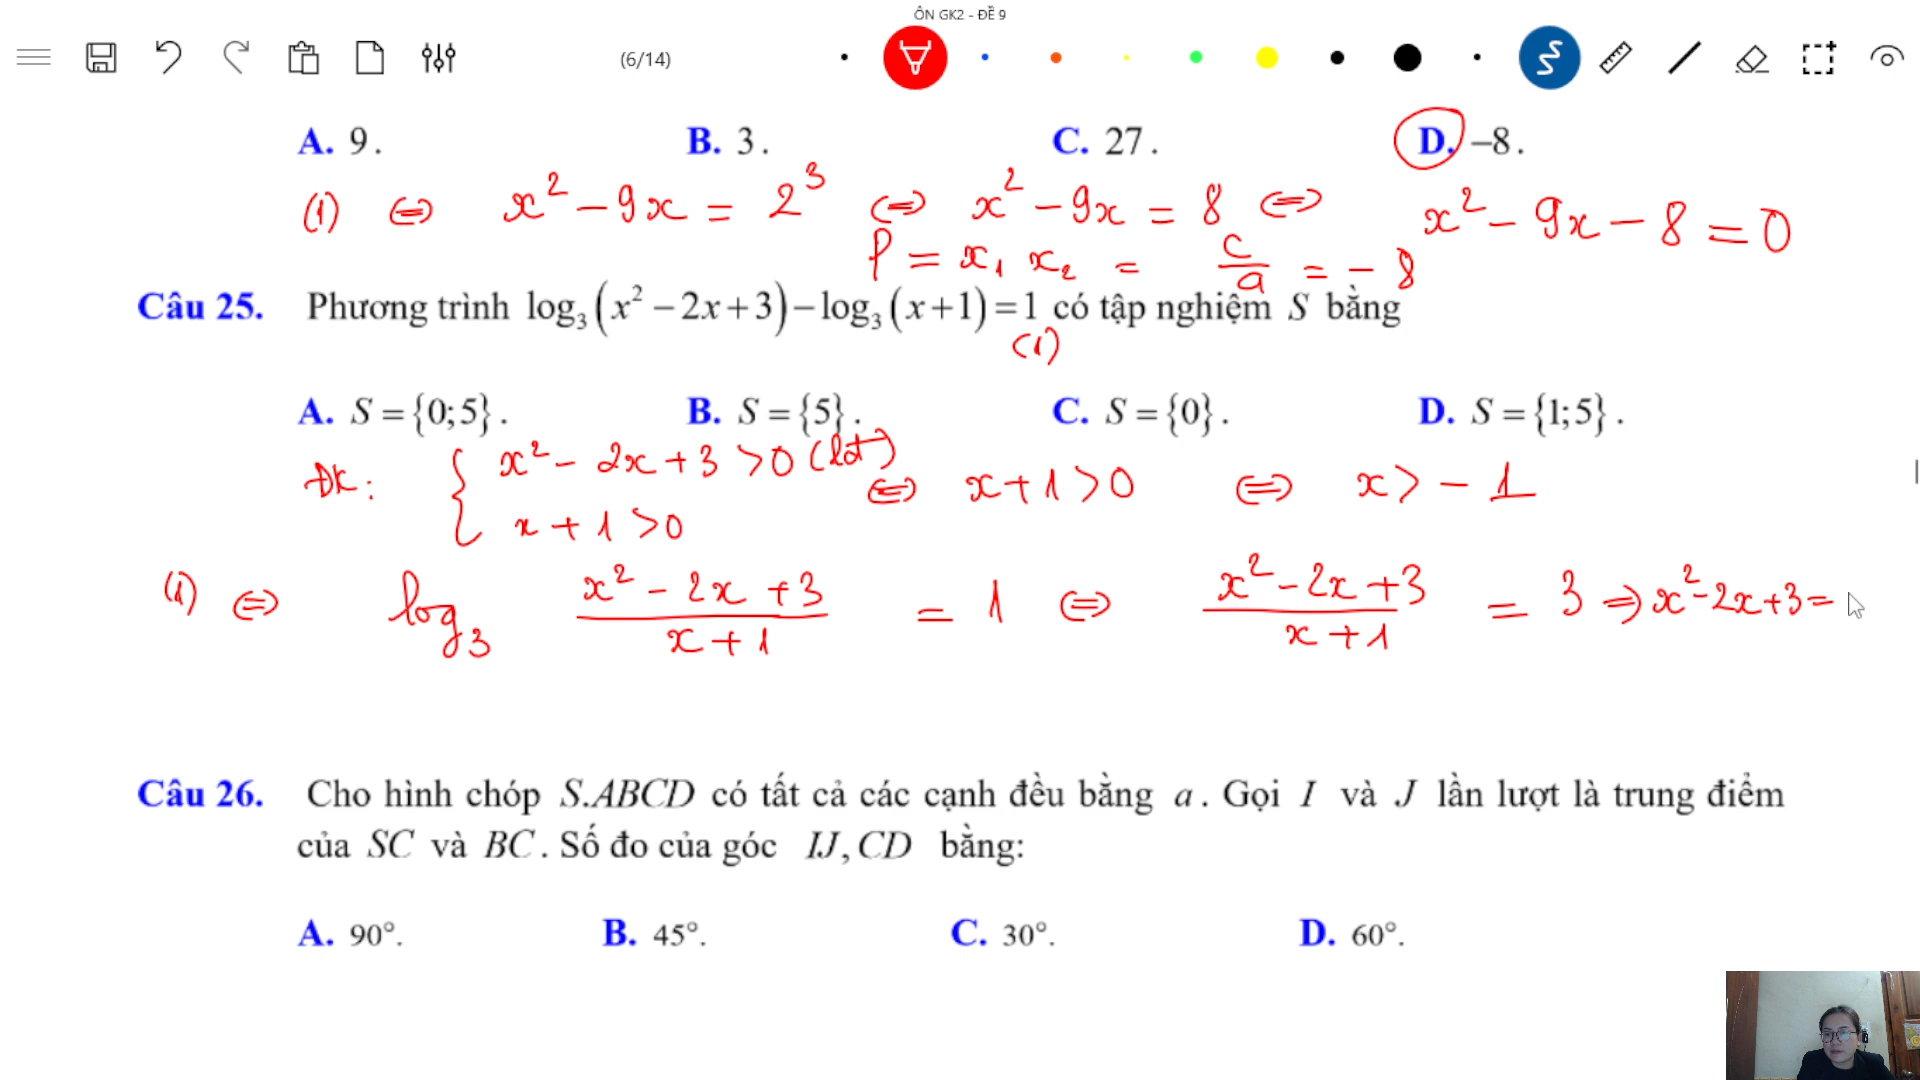 ÔN GK2 - ĐỀ 9
(6/14)
A. 9. B. 3. C. 27. D. –8.
(1) ⇔ x² – 9x = 2³ ⇔ x² – 9x = 8 ⇔ x² – 9x – 8 = 0
P = x₁ x₂ = c/a = – 8
Câu 25. Phương trình log₃(x² – 2x + 3) – log₃(x + 1) = 1 có tập nghiệm S bằng
(1)
A. S = {0;5}. B. S = {5}. C. S = {0}. D. S = {1;5}.
ĐK: { x² – 2x + 3 > 0 (lđ)
x + 1 > 0 ⇔ x + 1 > 0 ⇔ x > – 1
(1) ⇔ log₃ (x² – 2x + 3)/(x + 1) = 1 ⇔ (x² – 2x + 3)/(x + 1) = 3 ⇒ x² – 2x + 3 =
Câu 26. Cho hình chóp S.ABCD có tất cả các cạnh đều bằng a. Gọi I và J lần lượt là trung điểm
của SC và BC. Số đo của góc IJ, CD bằng:
A. 90°. B. 45°. C. 30°. D. 60°.